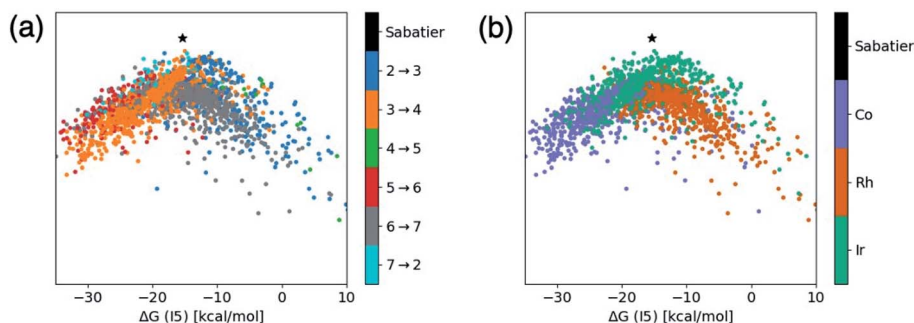 (a)
Sabatier
2→3
3→4
4→5
5→6
6→7
7→2
−30 −20 −10 0 10
ΔG (I5) [kcal/mol]
(b)
Sabatier
Co
Rh
Ir
−30 −20 −10 0 10
ΔG (I5) [kcal/mol]